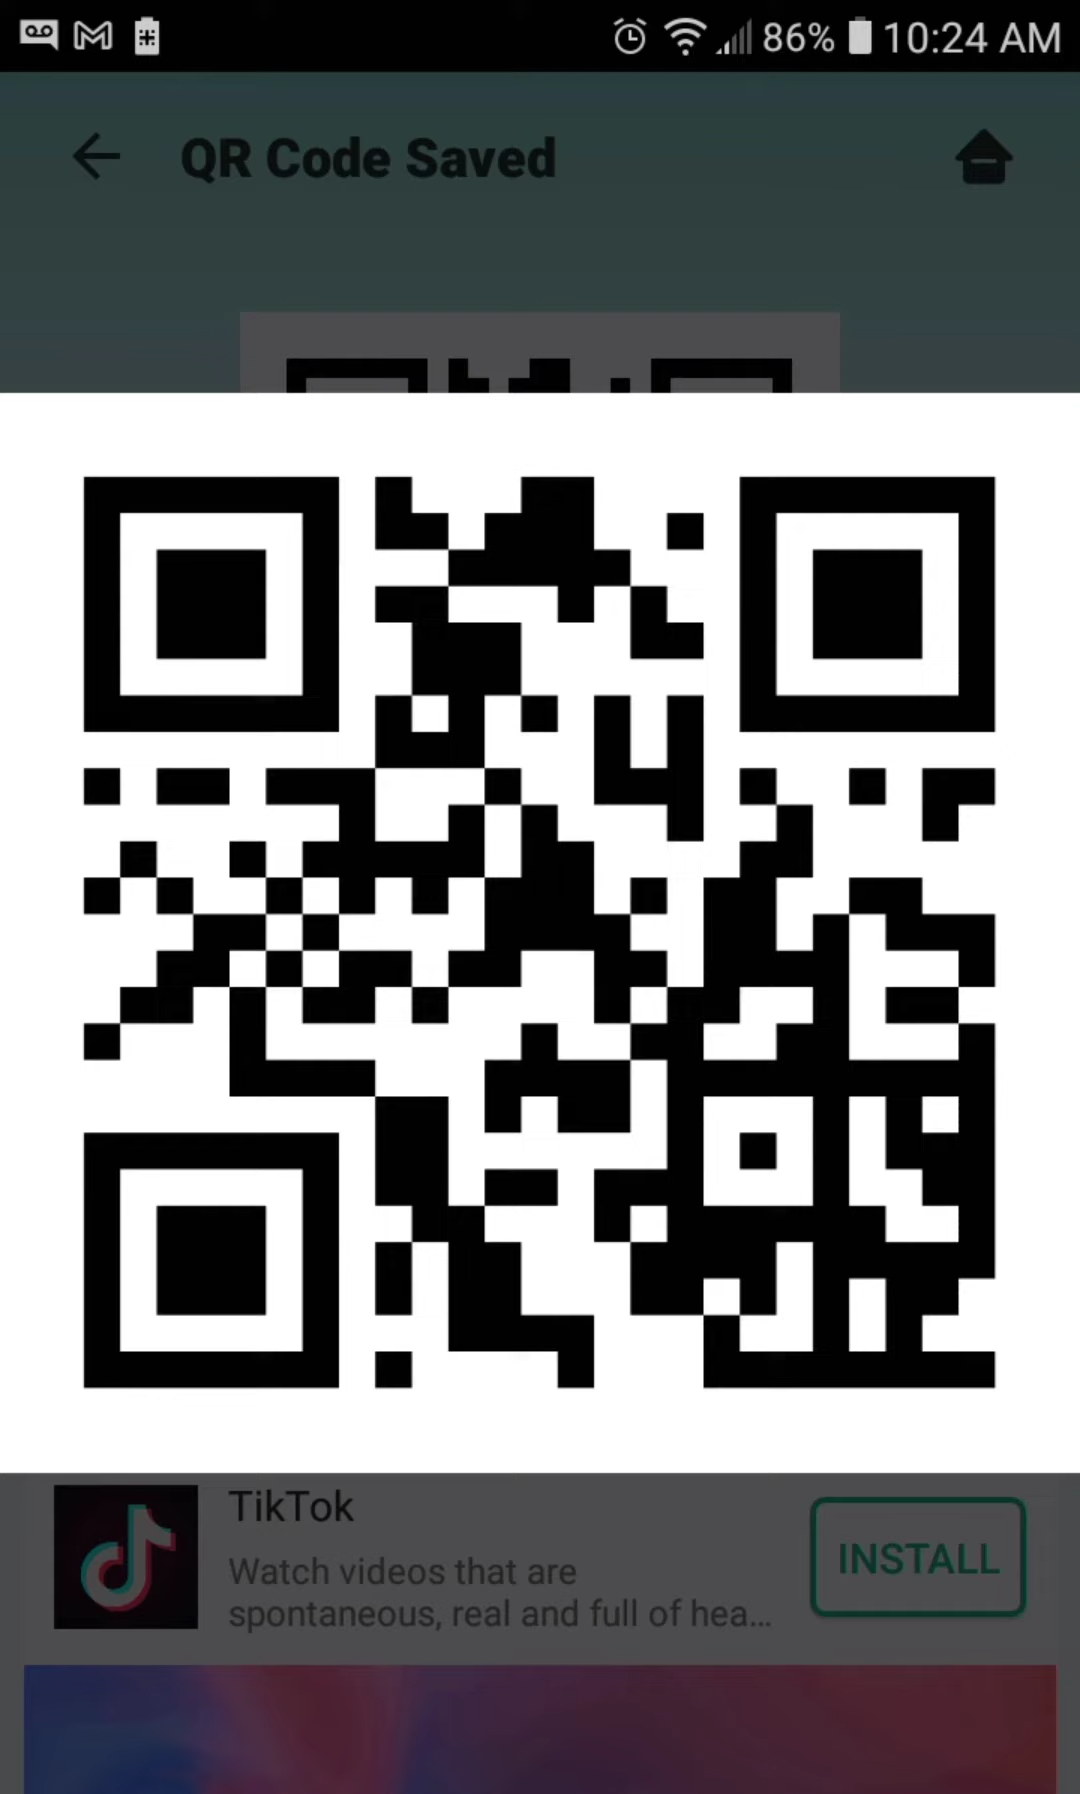 86% 10:24 AM
QR Code Saved
TikTok
Watch videos that are
spontaneous, real and full of hea...
INSTALL